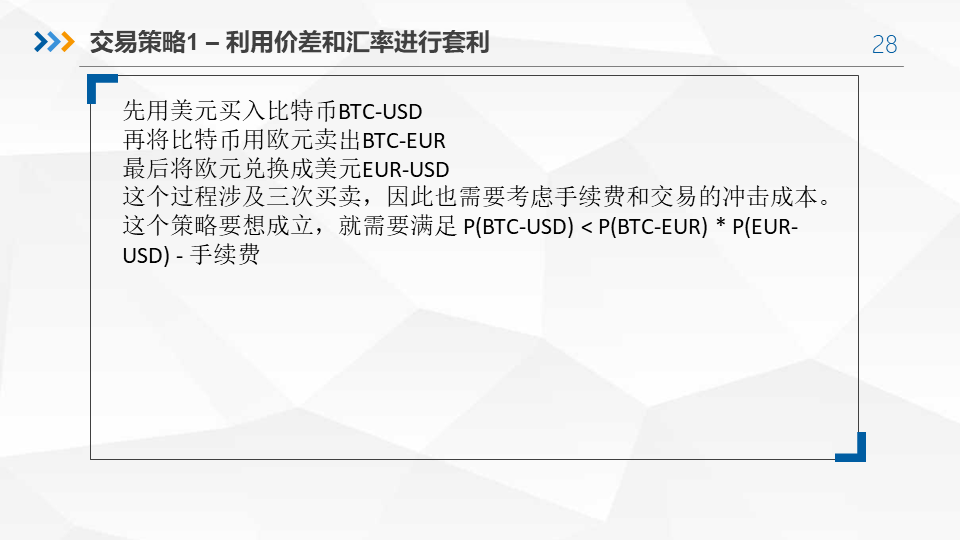 交易策略1 – 利用价差和汇率进行套利
28
先用美元买入比特币BTC-USD
再将比特币用欧元卖出BTC-EUR
最后将欧元兑换成美元EUR-USD
这个过程涉及三次买卖，因此也需要考虑手续费和交易的冲击成本。
这个策略要想成立，就需要满足 P(BTC-USD) < P(BTC-EUR) * P(EUR-
USD) - 手续费